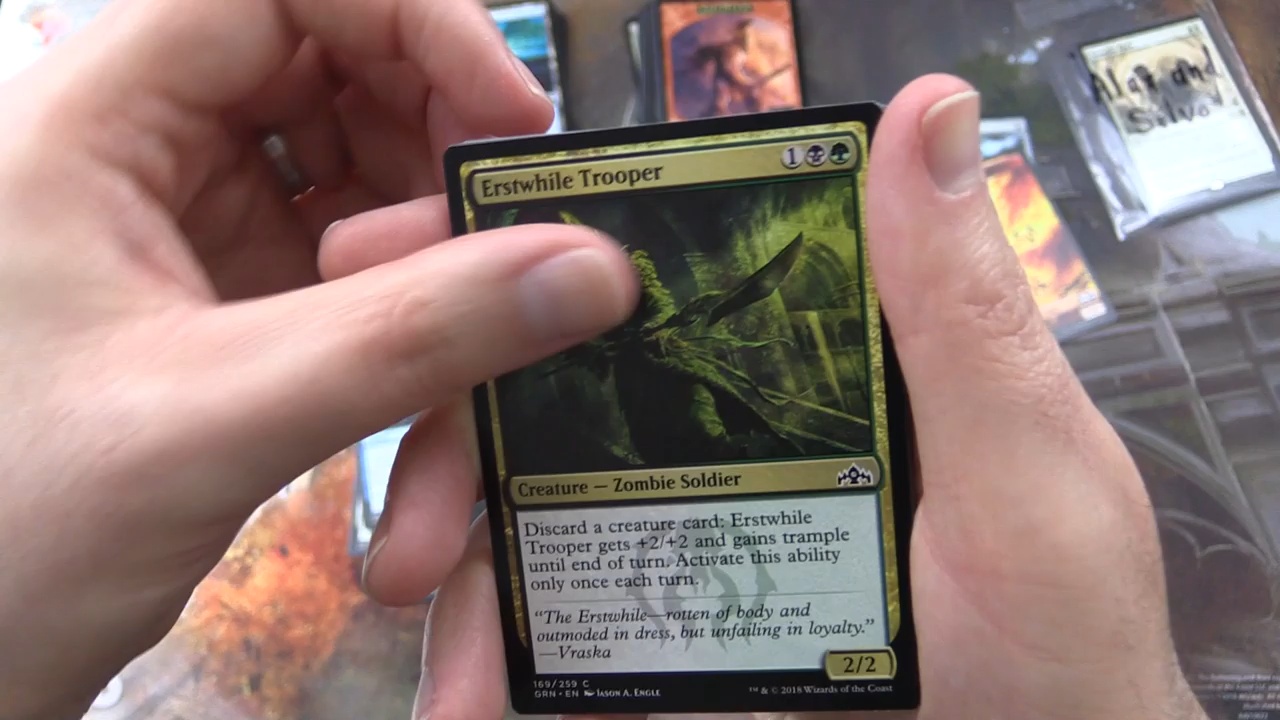 Erstwhile Trooper
1
Creature — Zombie Soldier
Discard a creature card: Erstwhile
Trooper gets +2/+2 and gains trample
until end of turn. Activate this ability
only once each turn.
“The Erstwhile—rotten of body and
outmoded in dress, but unfailing in loyalty.”
—Vraska
2/2
169/259 C
GRN • EN Jason A. Engle
™ & © 2018 Wizards of the Coast
and